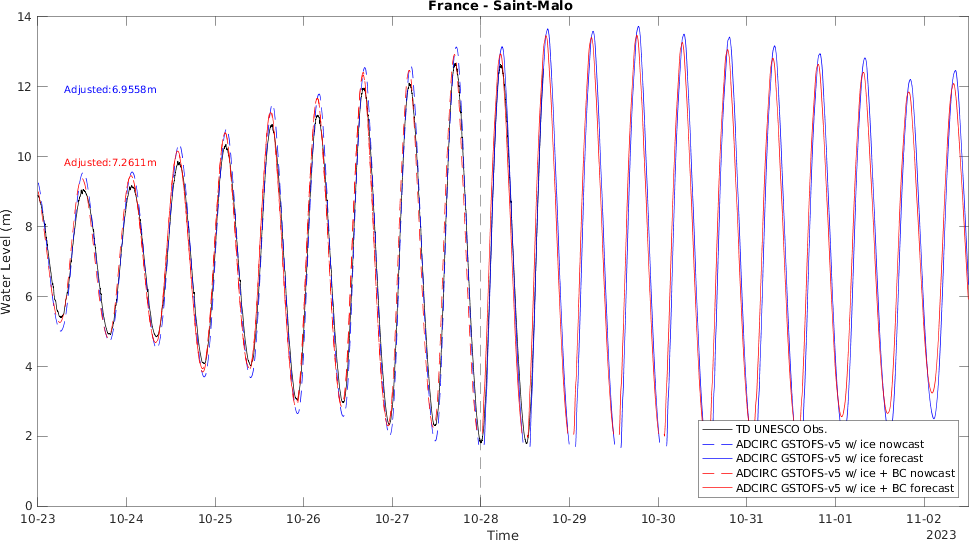 France - Saint-Malo
14
12
10
8
6
4
2
0
Water Level (m)
Adjusted:6.9558m
Adjusted:7.2611m
TD UNESCO Obs.
ADCIRC GSTOFS-v5 w/ ice nowcast
ADCIRC GSTOFS-v5 w/ ice forecast
ADCIRC GSTOFS-v5 w/ ice + BC nowcast
ADCIRC GSTOFS-v5 w/ ice + BC forecast
10-23 10-24 10-25 10-26 10-27 10-28 10-29 10-30 10-31 11-01 11-02
Time
2023